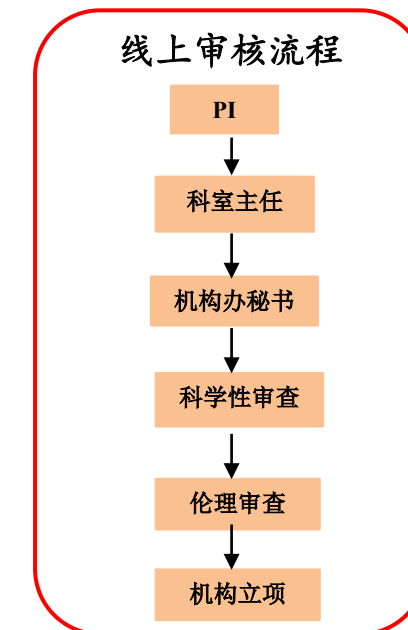 线上审核流程
PI
科室主任
机构办秘书
科学性审查
伦理审查
机构立项